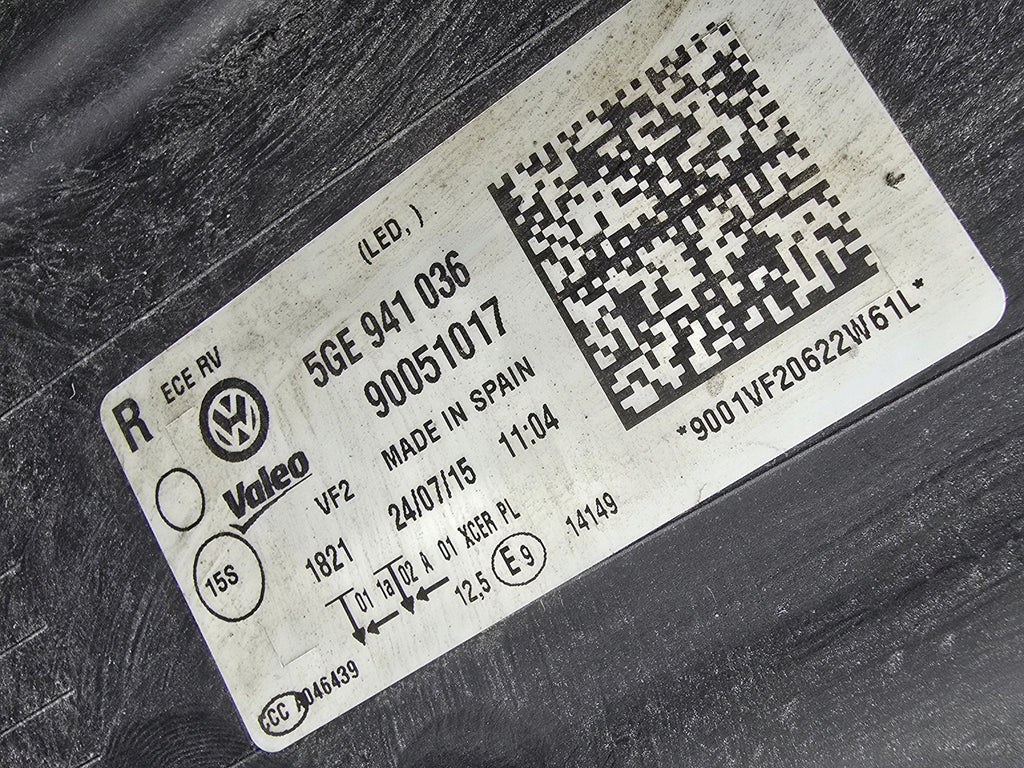 (LED, )
ECE RV
5GE 941 036
R
90051017
Valeo
MADE IN SPAIN
VF2
24/07/15 11:04
*9001VF20622W61L*
15S
1821
01 1a 02 A 01 XCER PL
12,5 E9 14149
CCC A046439